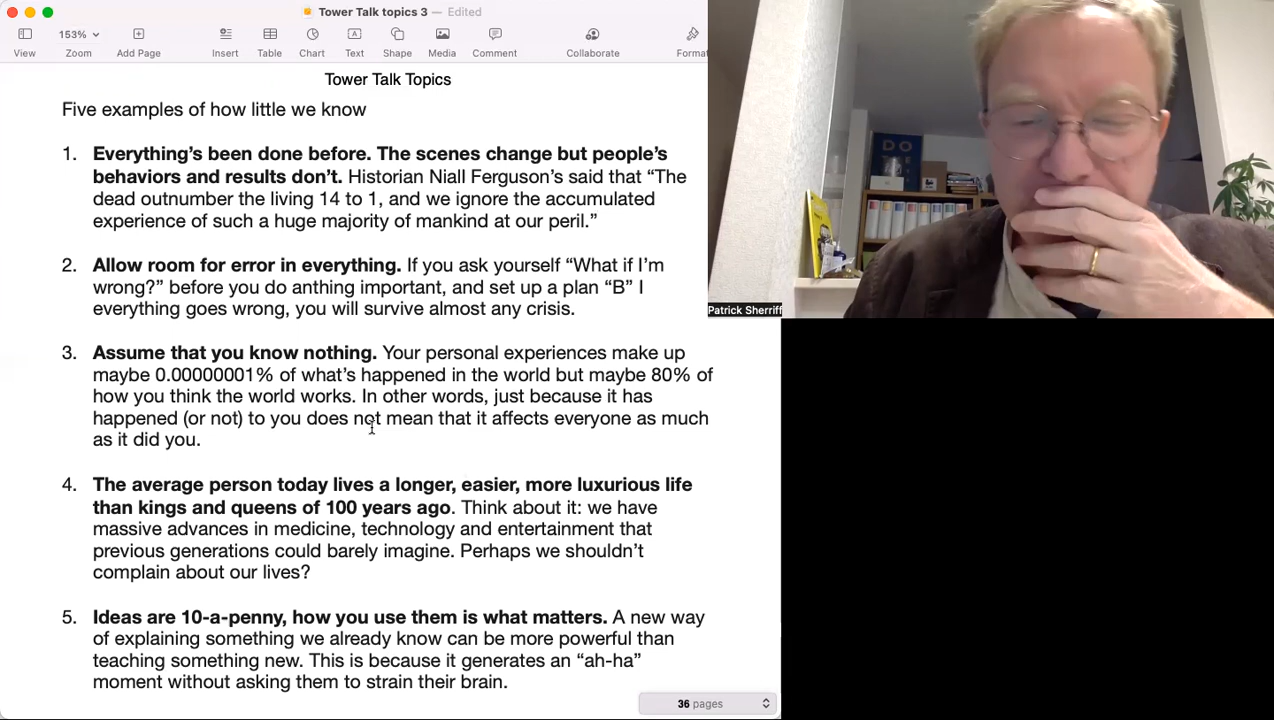 Tower Talk topics 3 — Edited
153%
View
Zoom
Add Page
Insert
Table
Chart
Text
Shape
Media
Comment
Collaborate
Format
Tower Talk Topics
Five examples of how little we know
1. Everything’s been done before. The scenes change but people’s
behaviors and results don’t. Historian Niall Ferguson’s said that “The
dead outnumber the living 14 to 1, and we ignore the accumulated
experience of such a huge majority of mankind at our peril.”
2. Allow room for error in everything. If you ask yourself “What if I’m
wrong?” before you do anthing important, and set up a plan “B” I
everything goes wrong, you will survive almost any crisis.
3. Assume that you know nothing. Your personal experiences make up
maybe 0.00000001% of what’s happened in the world but maybe 80% of
how you think the world works. In other words, just because it has
happened (or not) to you does not mean that it affects everyone as much
as it did you.
4. The average person today lives a longer, easier, more luxurious life
than kings and queens of 100 years ago. Think about it: we have
massive advances in medicine, technology and entertainment that
previous generations could barely imagine. Perhaps we shouldn’t
complain about our lives?
5. Ideas are 10-a-penny, how you use them is what matters. A new way
of explaining something we already know can be more powerful than
teaching something new. This is because it generates an “ah-ha”
moment without asking them to strain their brain.
36 pages
DO
Patrick Sherriff